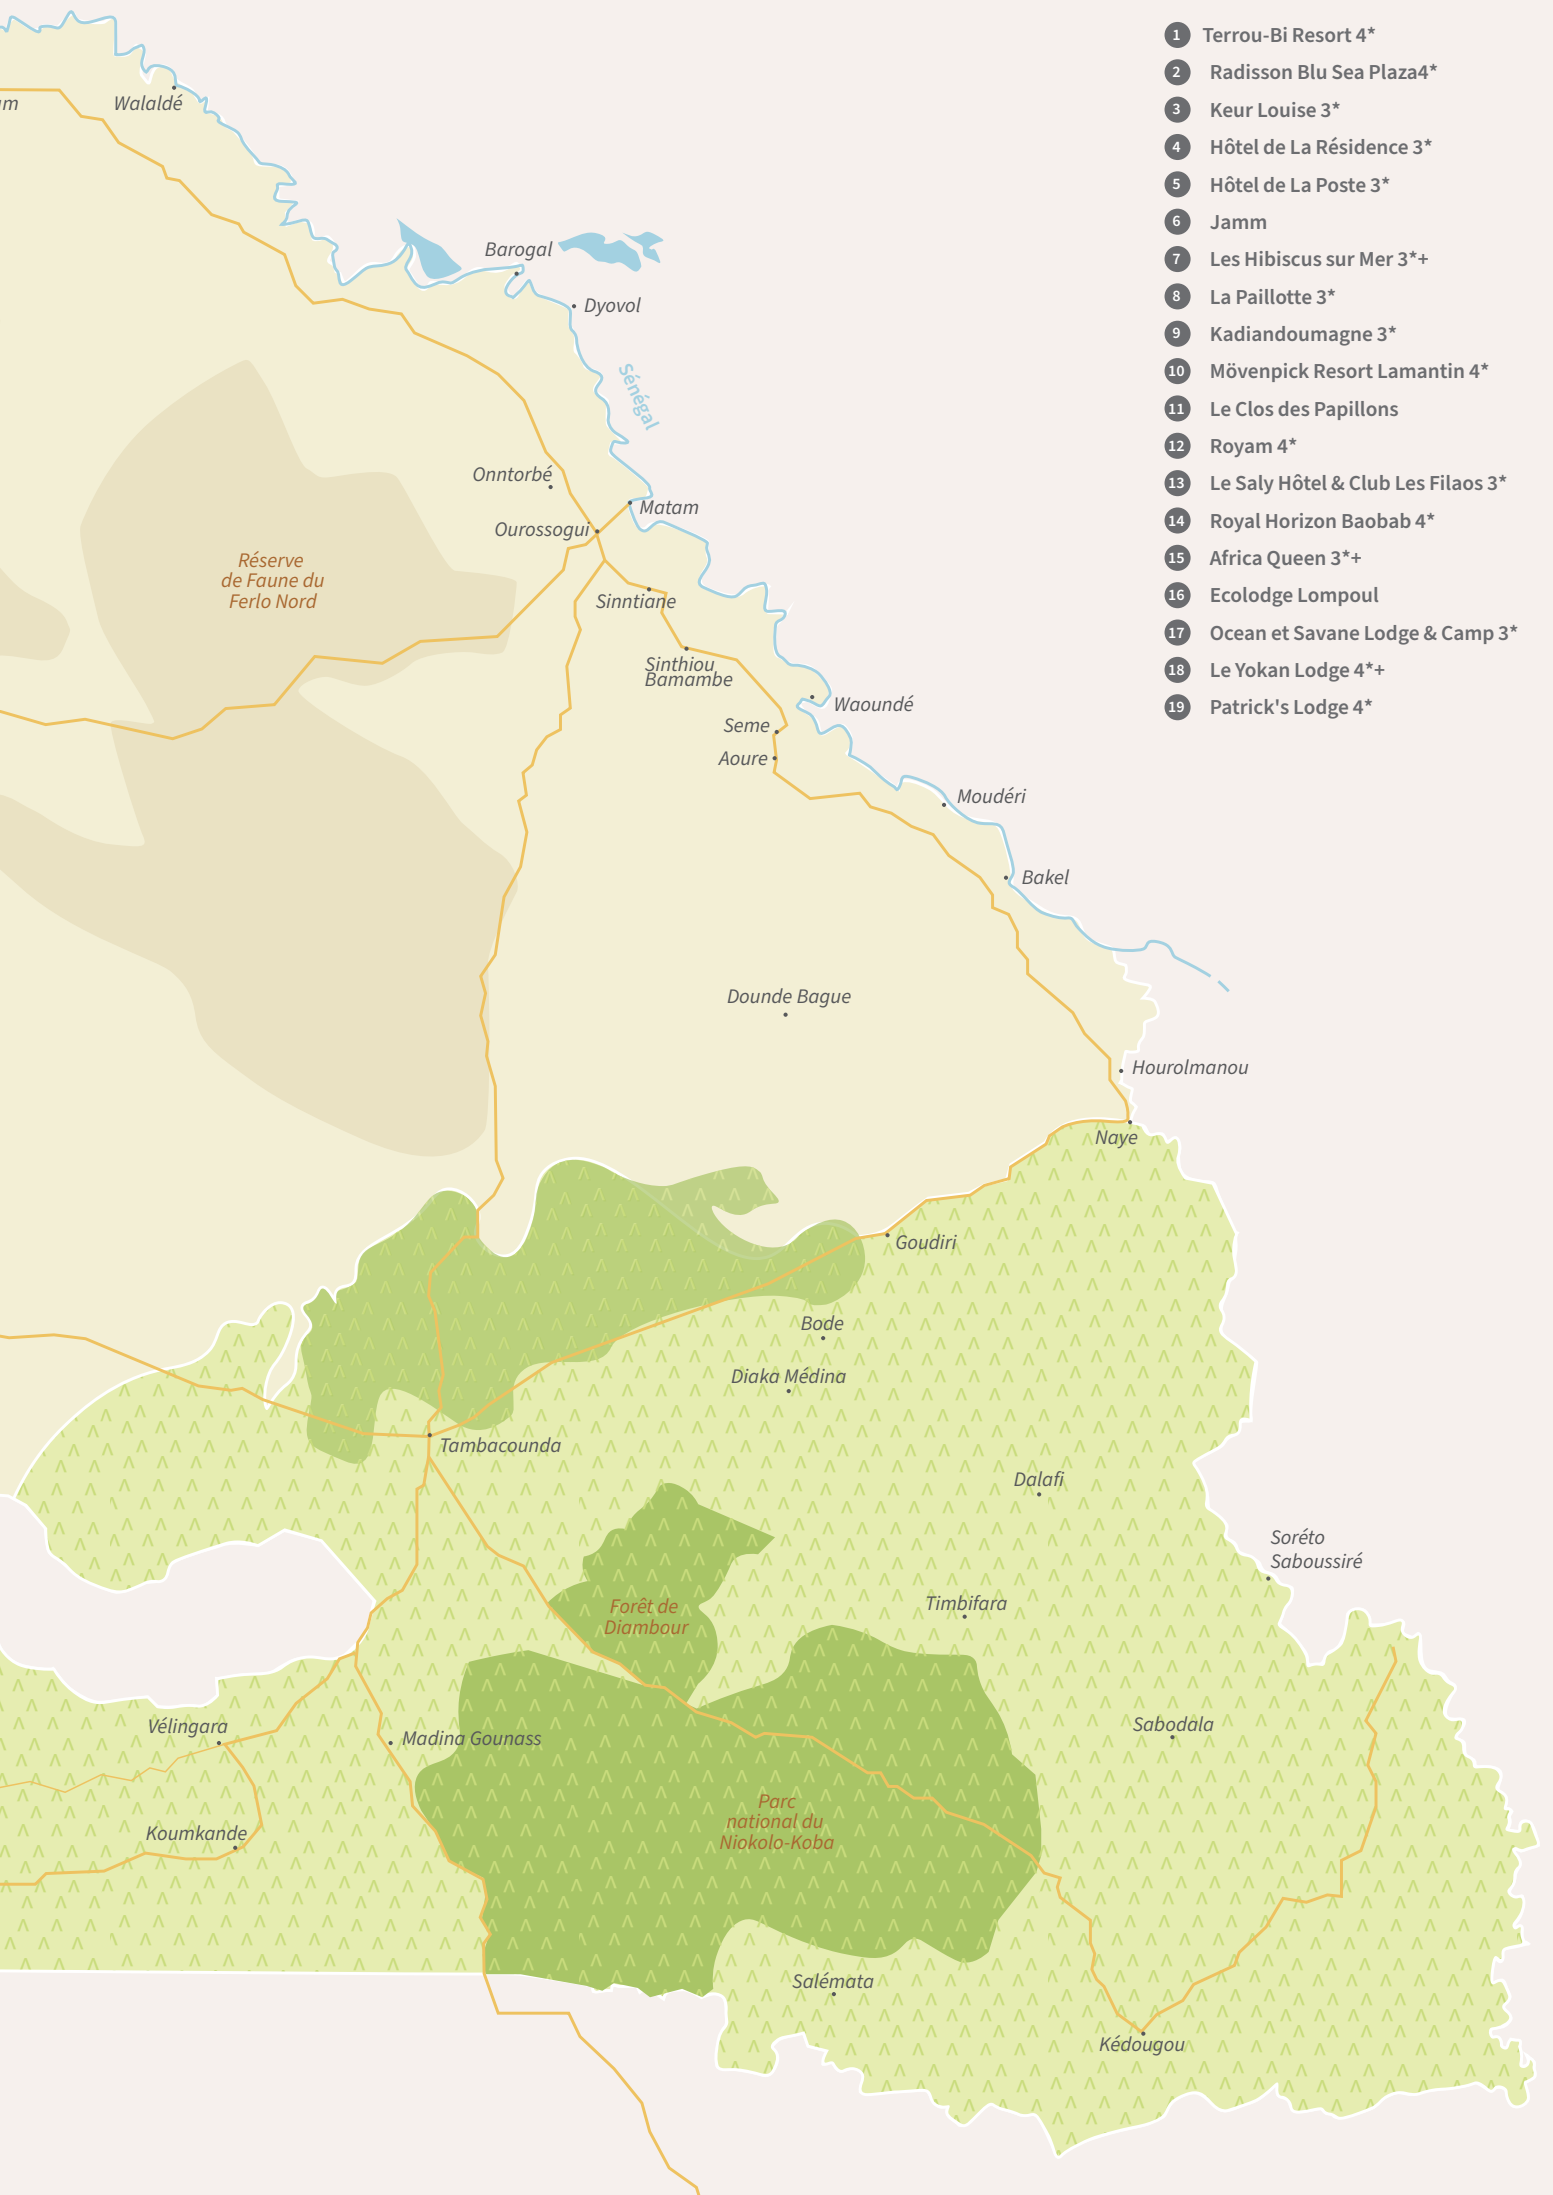 1 Terrou-Bi Resort 4*
2 Radisson Blu Sea Plaza4*
3 Keur Louise 3*
4 Hôtel de La Résidence 3*
5 Hôtel de La Poste 3*
6 Jamm
7 Les Hibiscus sur Mer 3*+
8 La Paillotte 3*
9 Kadiandoumagne 3*
10 Mövenpick Resort Lamantin 4*
11 Le Clos des Papillons
12 Royam 4*
13 Le Saly Hôtel & Club Les Filaos 3*
14 Royal Horizon Baobab 4*
15 Africa Queen 3*+
16 Ecolodge Lompoul
17 Ocean et Savane Lodge & Camp 3*
18 Le Yokan Lodge 4*+
19 Patrick's Lodge 4*
Walaldé
Barogal
Dyovol
Sénégal
Onntorbé
Matam
Ourossogui
Réserve
de Faune du
Ferlo Nord
Sinntiane
Sinthiou
Bamambe
Waoundé
Seme
Aoure
Moudéri
Bakel
Dounde Bague
Hourolmanou
Naye
Goudiri
Bode
Diaka Médina
Tambacounda
Dalafi
Soréto
Saboussiré
Timbifara
Forêt de
Diambour
Vélingara
Madina Gounass
Sabodala
Parc
national du
Niokolo-Koba
Koumkande
Salémata
Kédougou